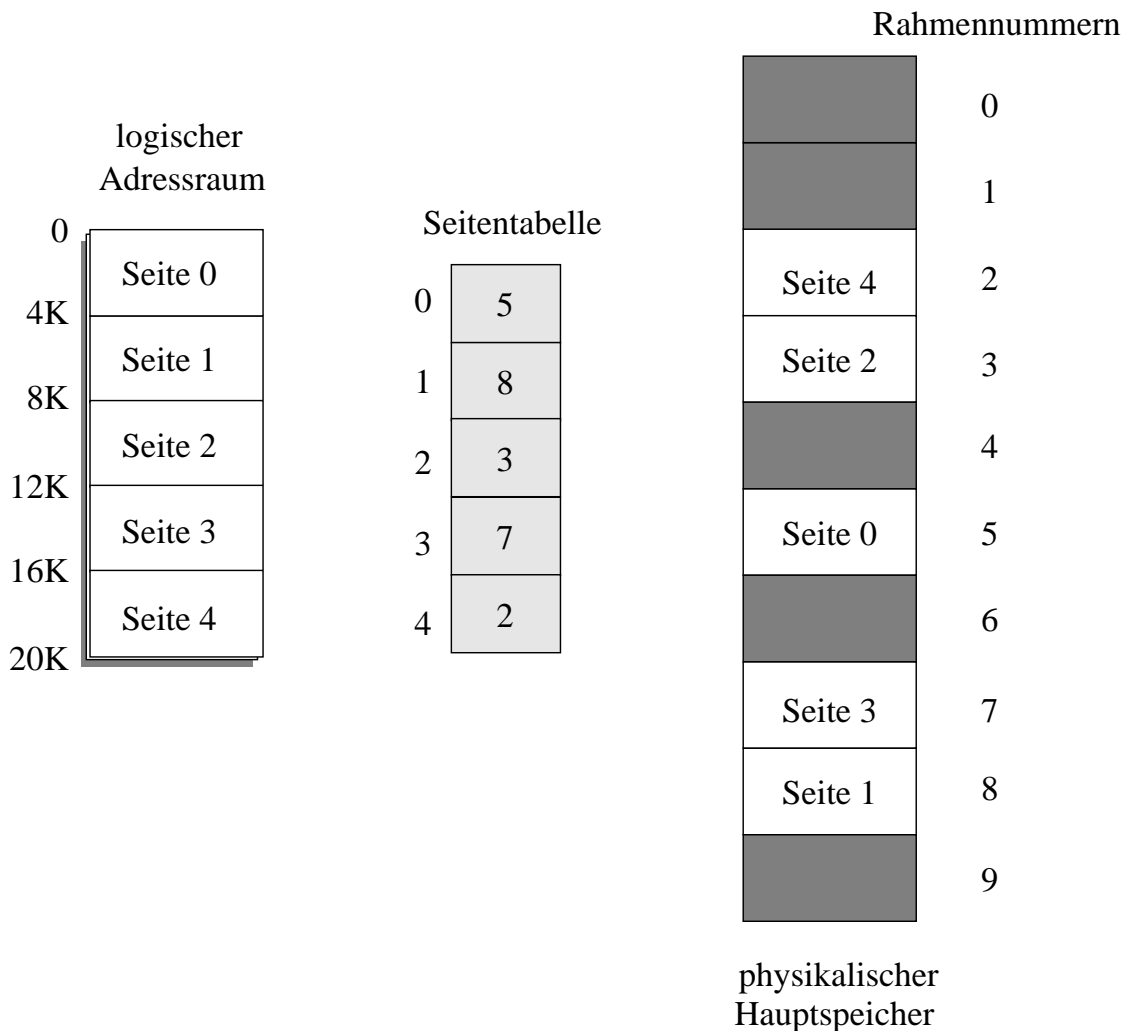 Rahmennummern
logischer
Adressraum
0
Seite 0
4K
Seite 1
8K
Seite 2
12K
Seite 3
16K
Seite 4
20K
Seitentabelle
0
5
1
8
2
3
3
7
4
2
0
1
Seite 4
2
Seite 2
3
4
Seite 0
5
6
Seite 3
7
Seite 1
8
9
physikalischer
Hauptspeicher